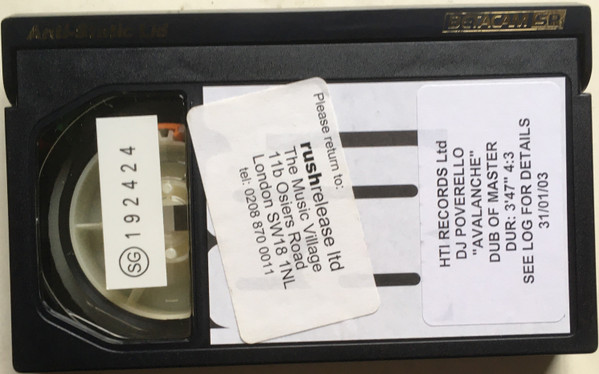 BETACAM SR
SG 192424
Please return to:
rushrelease ltd
The Music Village
11b Osiers Road
London SW18 1NL
tel: 0208 870 0011
HTI RECORDS Ltd
DJ POVERELLO
"AVALANCHE"
DUB OF MASTER
DUR: 3'47" 4:3
SEE LOG FOR DETAILS
31/01/03